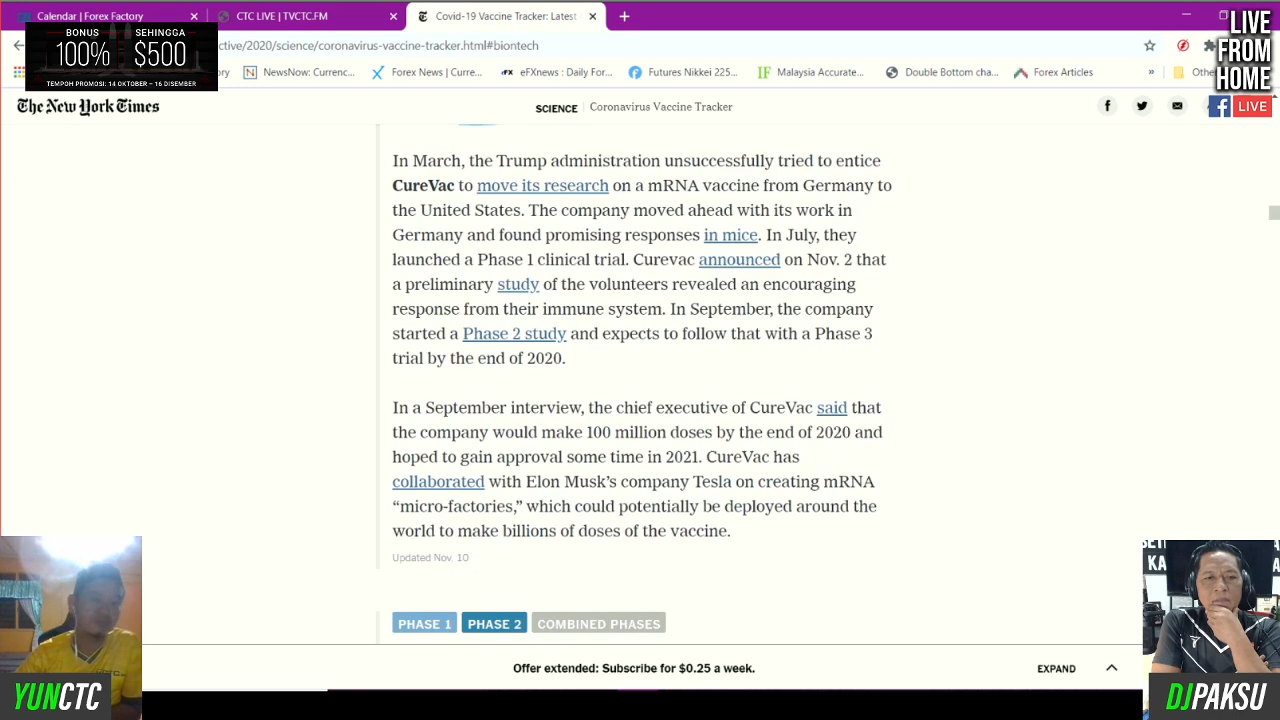 Calendar | Forex Factory
CTC LIVE | TVCTC.FM
Covid-19 Vaccine Tracker: Latest
LIVE
FROM
HOME
LIVE
BONUS
SEHINGGA
100%
$500
TEMPOH PROMOSI: 14 OKTOBER – 16 DISEMBER
ctive/2020/science/coronavirus-vaccine-tracker.html#biontech
ry
NewsNow: Currenc...
Forex News | Curre...
eFXnews : Daily For...
Futures Nikkei 225...
Malaysia Accurate...
Double Bottom cha...
Forex Articles
»
Othe
The New York Times
SCIENCE
Coronavirus Vaccine Tracker
In March, the Trump administration unsuccessfully tried to entice
CureVac to move its research on a mRNA vaccine from Germany to
the United States. The company moved ahead with its work in
Germany and found promising responses in mice. In July, they
launched a Phase 1 clinical trial. Curevac announced on Nov. 2 that
a preliminary study of the volunteers revealed an encouraging
response from their immune system. In September, the company
started a Phase 2 study and expects to follow that with a Phase 3
trial by the end of 2020.
In a September interview, the chief executive of CureVac said that
the company would make 100 million doses by the end of 2020 and
hoped to gain approval some time in 2021. CureVac has
collaborated with Elon Musk’s company Tesla on creating mRNA
“micro-factories,” which could potentially be deployed around the
world to make billions of doses of the vaccine.
Updated Nov. 10
PHASE 1
PHASE 2
COMBINED PHASES
Offer extended: Subscribe for $0.25 a week.
EXPAND
YUNCTC
DJPAKSU